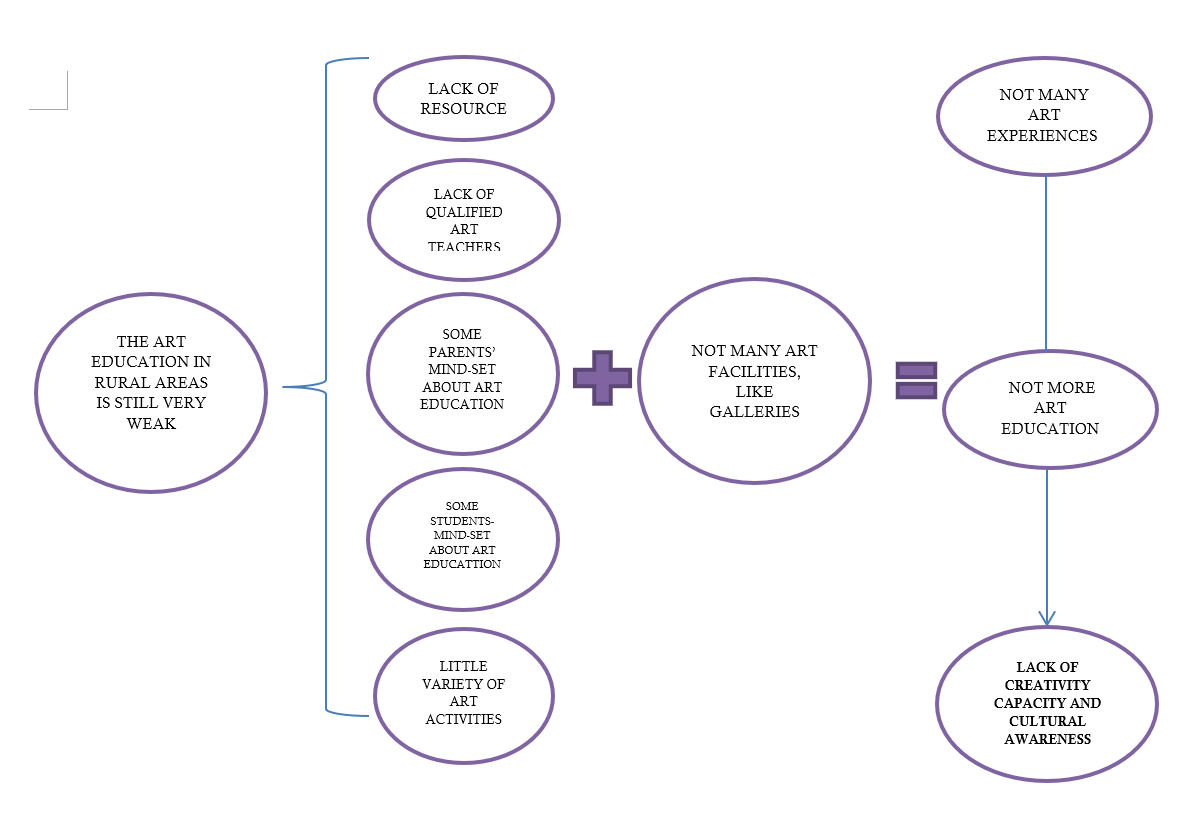 THE ART
EDUCATION IN
RURAL AREAS
IS STILL VERY
WEAK
LACK OF
RESOURCE
LACK OF
QUALIFIED
ART
TEACHERS
SOME
PARENTS’
MIND-SET
ABOUT ART
EDUCATION
SOME
STUDENTS-
MIND-SET
ABOUT ART
EDUCATTION
LITTLE
VARIETY OF
ART
ACTIVITIES
NOT MANY ART
FACILITIES,
LIKE
GALLERIES
NOT MANY
ART
EXPERIENCES
NOT MORE
ART
EDUCATION
LACK OF
CREATIVITY
CAPACITY AND
CULTURAL
AWARENESS